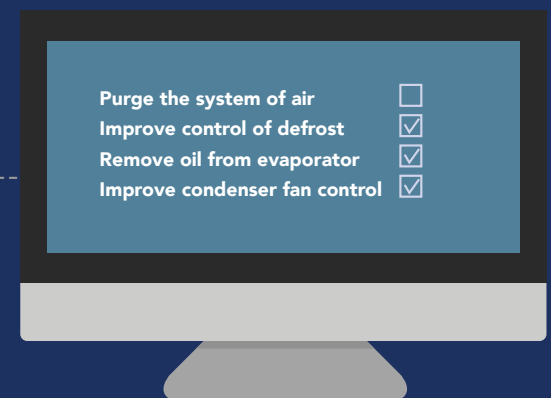 Purge the system of air
Improve control of defrost
Remove oil from evaporator
Improve condenser fan control